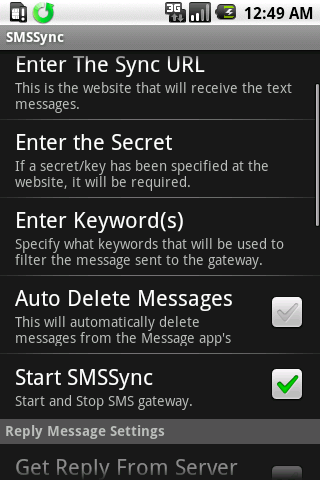 3G 12:49 AM
SMSSync
Enter The Sync URL
This is the website that will receive the text
messages.
Enter the Secret
If a secret/key has been specified at the
website, it will be required.
Enter Keyword(s)
Specify what keywords that will be used to
filter the message sent to the gateway.
Auto Delete Messages
This will automatically delete
messages from the Message app's
Start SMSSync
Start and Stop SMS gateway.
Reply Message Settings
Get Reply From Server